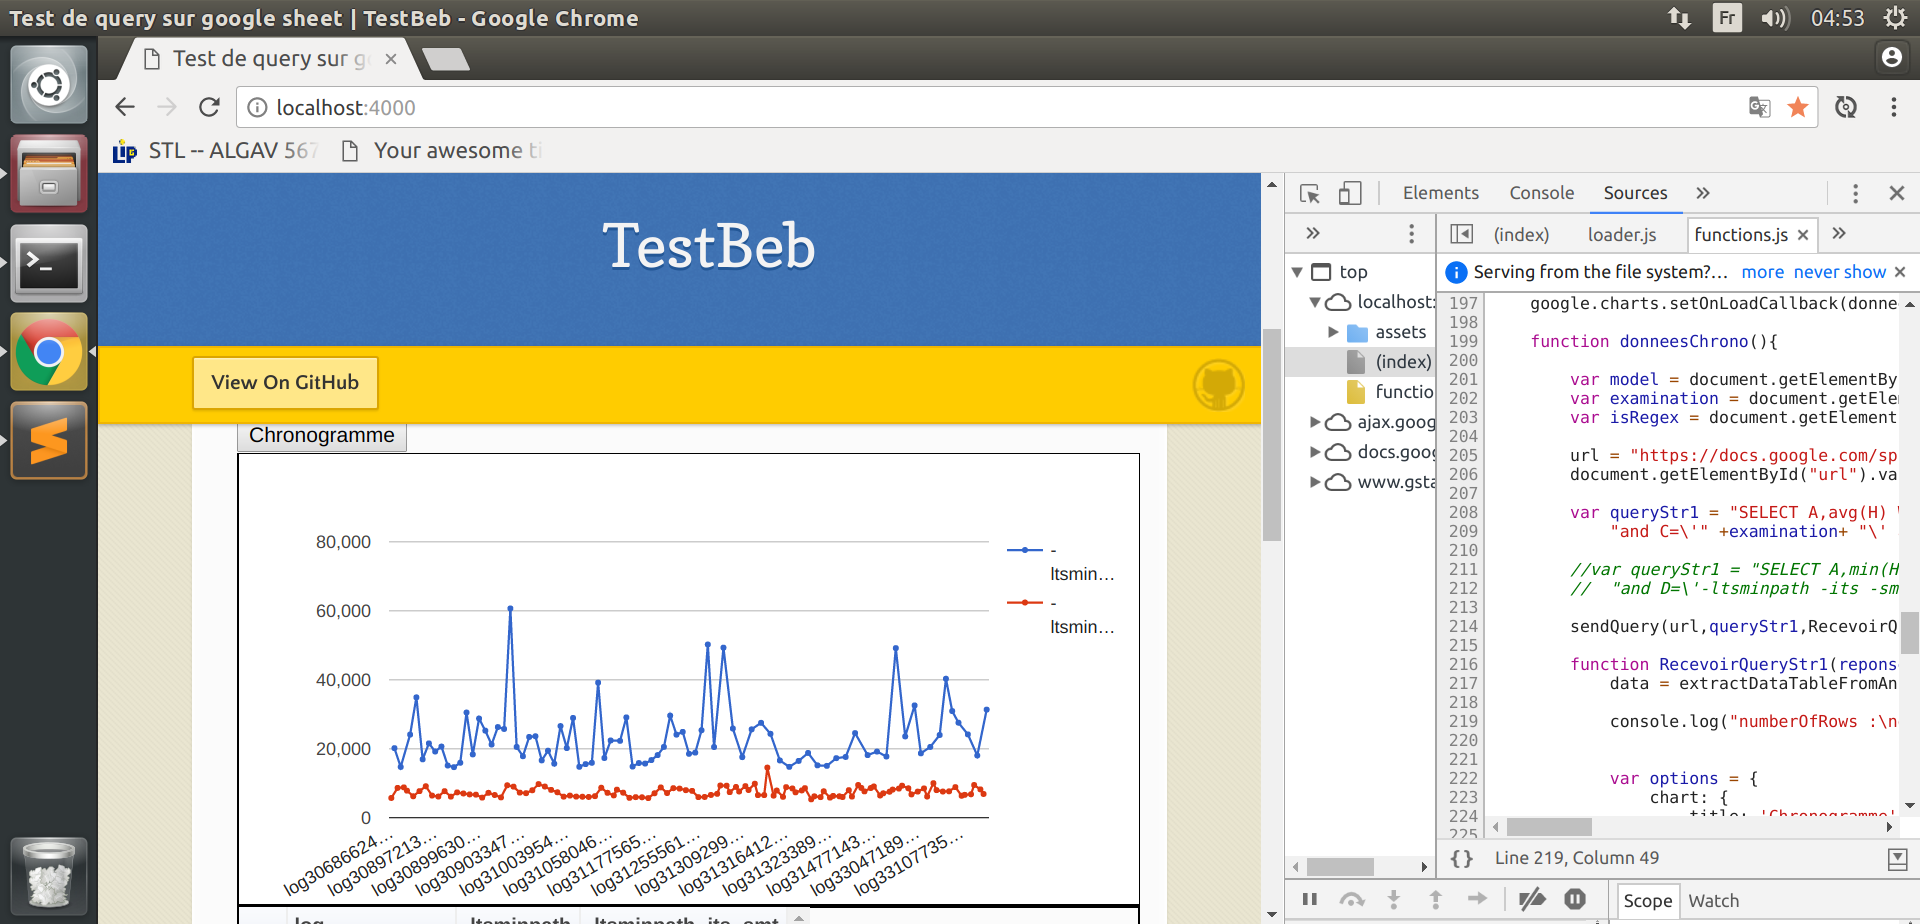 Test de query sur google sheet | TestBeb - Google Chrome
Fr
04:53
Test de query sur g
localhost:4000
STL -- ALGAV 567
Your awesome ti
TestBeb
View On GitHub
Chronogramme
80,000
60,000
40,000
20,000
0
-
ltsmin…
-
ltsmin…
log30686624…
log30897213…
log30899630…
log30903347…
log31003954…
log31058046…
log31177565…
log31255561…
log31309299…
log31316412…
log31323389…
log31477143…
log33047189…
log33107735…
log
ltsminpath
ltsminpath -its -smt
Elements
Console
Sources
(index)
loader.js
functions.js
Serving from the file system?… more never show
top
localhost:
assets
(index)
functio
ajax.goog
docs.goog
www.gsta
197 google.charts.setOnLoadCallback(donne
198
199 function donneesChrono(){
200
201 var model = document.getElementBy
202 var examination = document.getEle
203 var isRegex = document.getElement
204
205 url = "https://docs.google.com/sp
206 document.getElementById("url").va
207
208 var queryStr1 = "SELECT A,avg(H) W
209 "and C=\'" +examination+ "\'
210
211 //var queryStr1 = "SELECT A,min(H
212 // "and D=\'-ltsminpath -its -sm
213
214 sendQuery(url,queryStr1,RecevoirQ
215
216 function RecevoirQueryStr1(repons
217 data = extractDataTableFromAn
218
219 console.log("numberOfRows :\n
220
221
222 var options = {
223 chart: {
224 title: 'Chronogramme'
225
{ } Line 219, Column 49
Scope
Watch